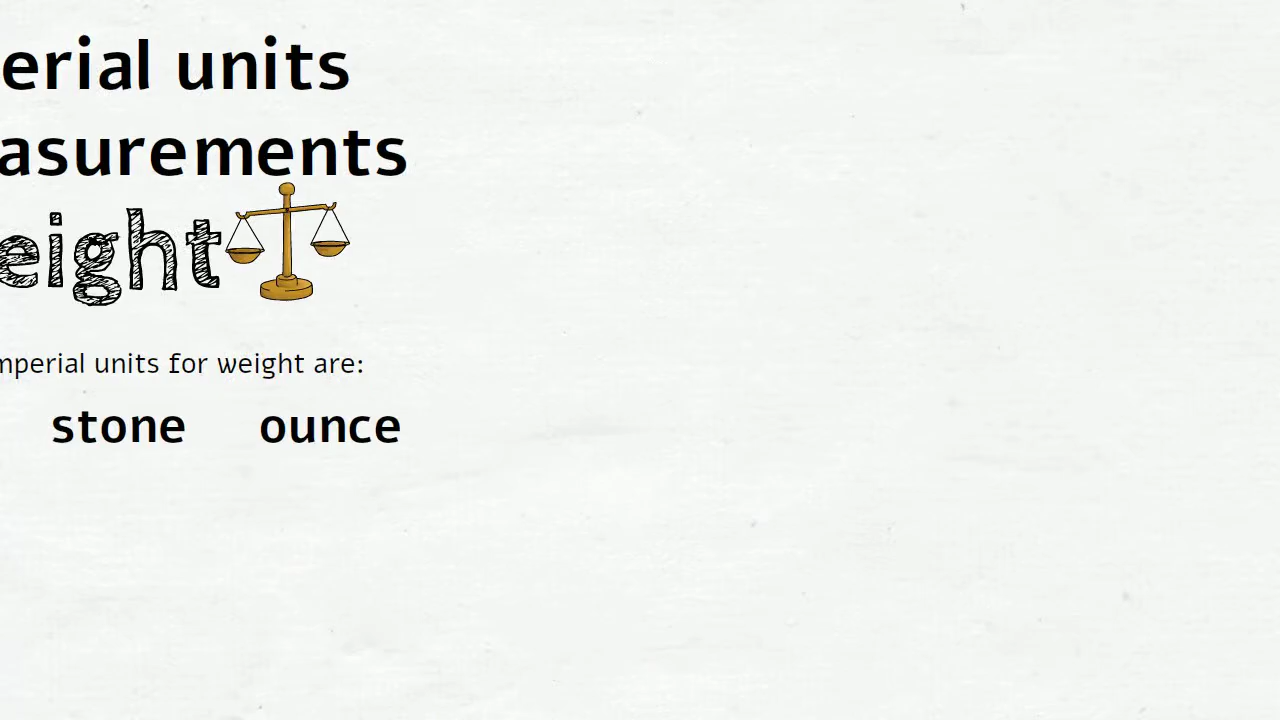 erial units
asurements
eight
mperial units for weight are:
stone ounce